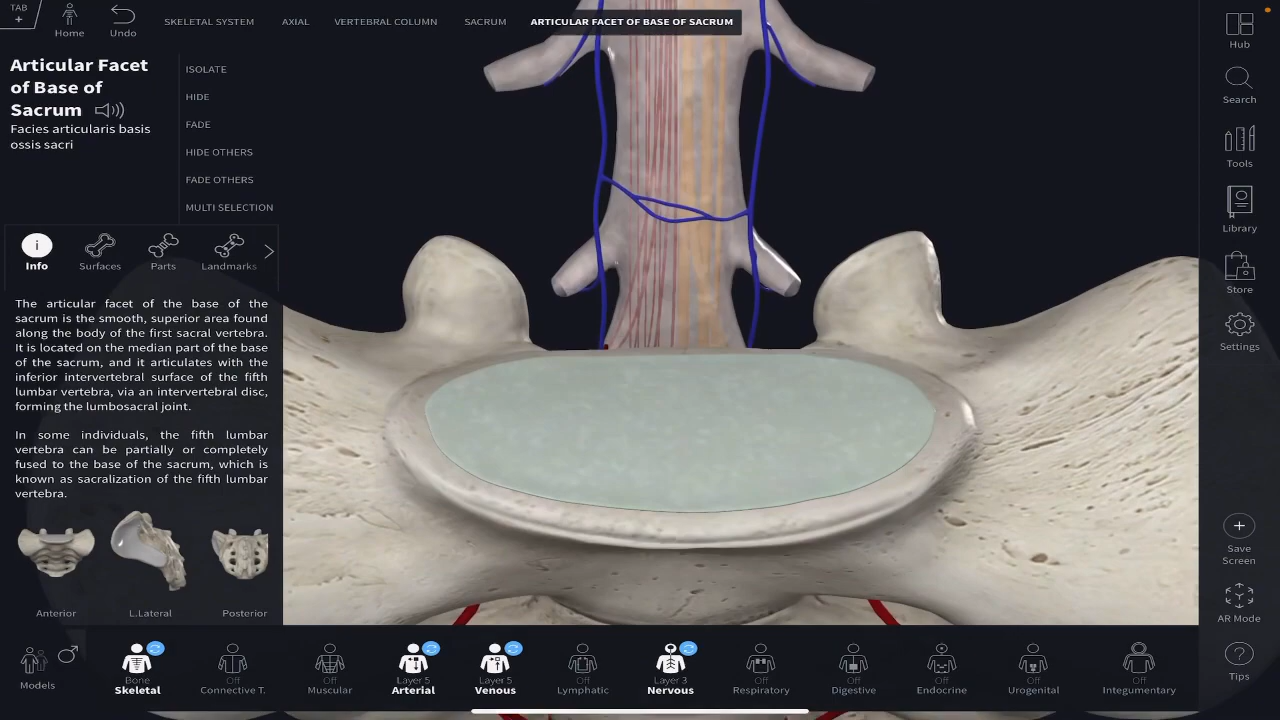 TAB
+
Home
Undo
SKELETAL SYSTEM
AXIAL
VERTEBRAL COLUMN
SACRUM
ARTICULAR FACET OF BASE OF SACRUM
Articular Facet
of Base of
Sacrum
Facies articularis basis
ossis sacri
ISOLATE
HIDE
FADE
HIDE OTHERS
FADE OTHERS
MULTI SELECTION
i
Info
Surfaces
Parts
Landmarks
The articular facet of the base of the
sacrum is the smooth, superior area found
along the body of the first sacral vertebra.
It is located on the median part of the base
of the sacrum, and it articulates with the
inferior intervertebral surface of the fifth
lumbar vertebra, via an intervertebral disc,
forming the lumbosacral joint.
In some individuals, the fifth lumbar
vertebra can be partially or completely
fused to the base of the sacrum, which is
known as sacralization of the fifth lumbar
vertebra.
Anterior
L.Lateral
Posterior
Hub
Search
Tools
Library
Store
Settings
+
Save
Screen
AR Mode
?
Tips
Models
Bone
Skeletal
Off
Connective T.
Off
Muscular
Layer 5
Arterial
Layer 5
Venous
Off
Lymphatic
Layer 3
Nervous
Off
Respiratory
Off
Digestive
Off
Endocrine
Off
Urogenital
Off
Integumentary